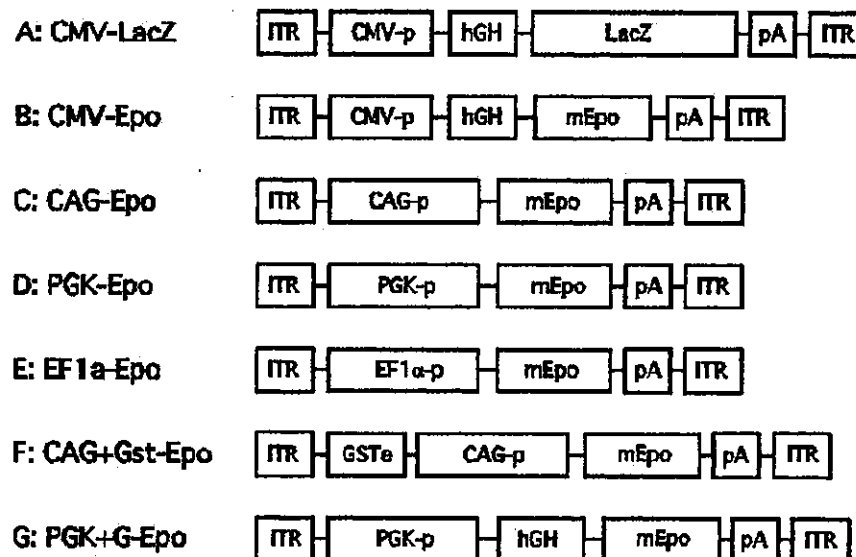 A: CMV-LacZ ITR CMV-p hGH LacZ pA ITR
B: CMV-Epo ITR CMV-p hGH mEpo pA ITR
C: CAG-Epo ITR CAG-p mEpo pA ITR
D: PGK-Epo ITR PGK-p mEpo pA ITR
E: EF1a-Epo ITR EF1α-p mEpo pA ITR
F: CAG+Gst-Epo ITR GSTe CAG-p mEpo pA ITR
G: PGK+G-Epo ITR PGK-p hGH mEpo pA ITR